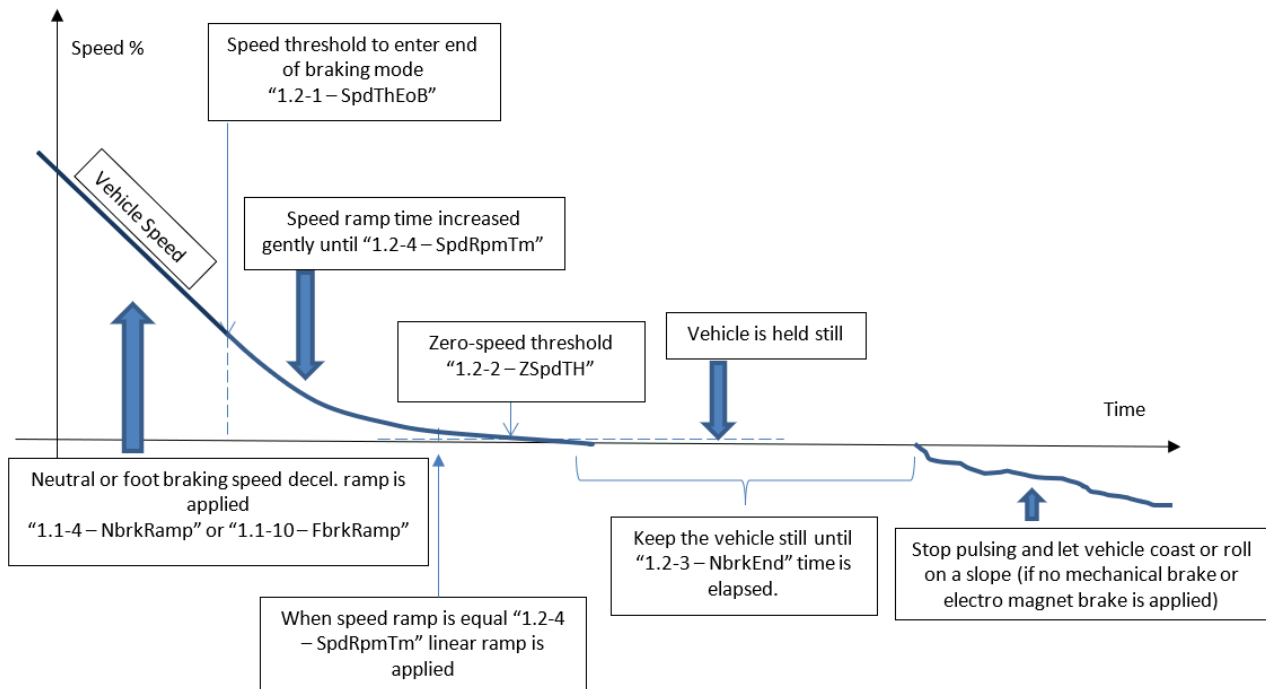 Speed %
Speed threshold to enter end
of braking mode
“1.2-1 – SpdThEoB”
Vehicle Speed
Speed ramp time increased
gently until “1.2-4 – SpdRpmTm”
Zero-speed threshold
“1.2-2 – ZSpdTH”
Vehicle is held still
Time
Neutral or foot braking speed decel. ramp is
applied
“1.1-4 – NbrkRamp” or “1.1-10 – FbrkRamp”
When speed ramp is equal “1.2-4
– SpdRpmTm” linear ramp is
applied
Keep the vehicle still until
“1.2-3 – NbrkEnd” time is
elapsed.
Stop pulsing and let vehicle coast or roll
on a slope (if no mechanical brake or
electro magnet brake is applied)